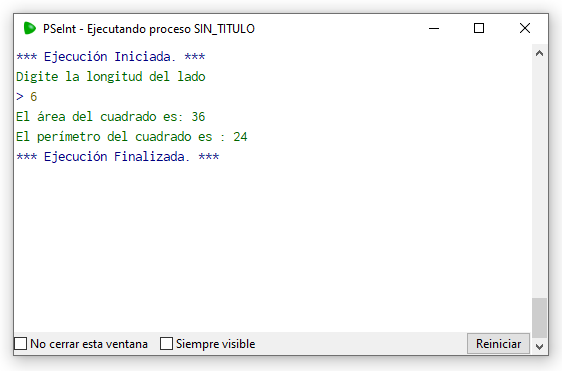 PSeInt - Ejecutando proceso SIN_TITULO
*** Ejecución Iniciada. ***
Digite la longitud del lado
> 6
El área del cuadrado es: 36
El perímetro del cuadrado es : 24
*** Ejecución Finalizada. ***
No cerrar esta ventana Siempre visible Reiniciar